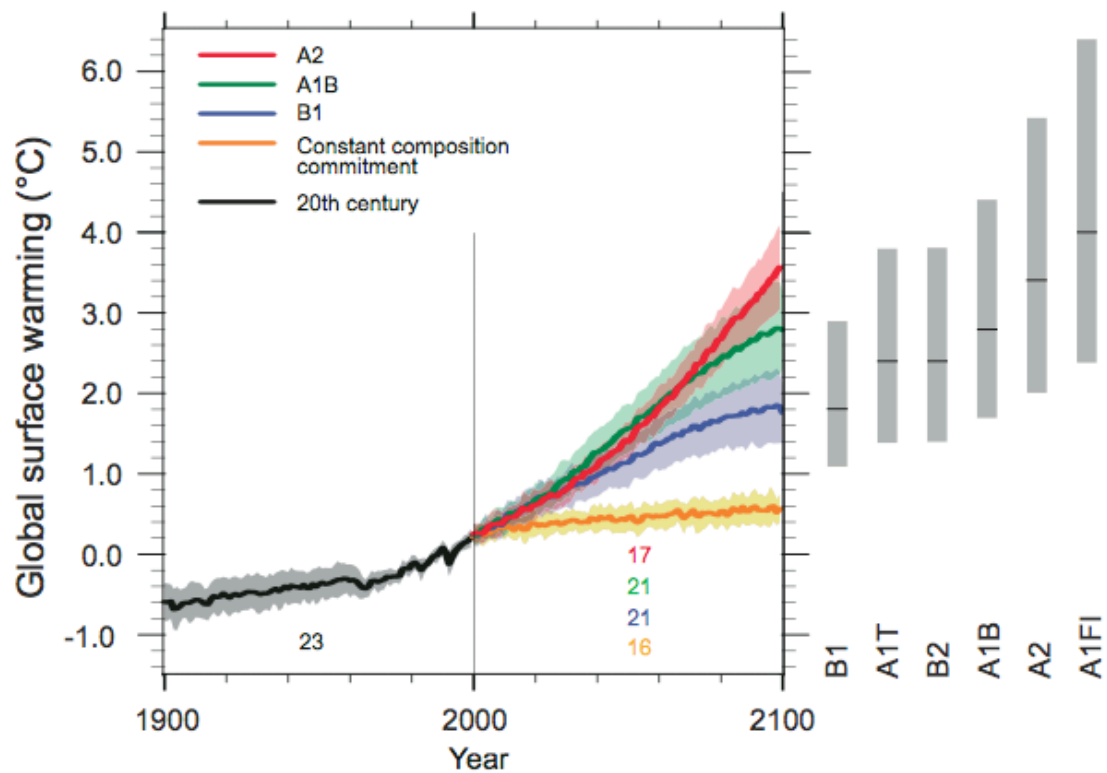 Global surface warming (°C)
6.0
5.0
4.0
3.0
2.0
1.0
0.0
-1.0
A2
A1B
B1
Constant composition
commitment
20th century
23
17
21
21
16
1900
2000
2100
Year
B1
A1T
B2
A1B
A2
A1FI